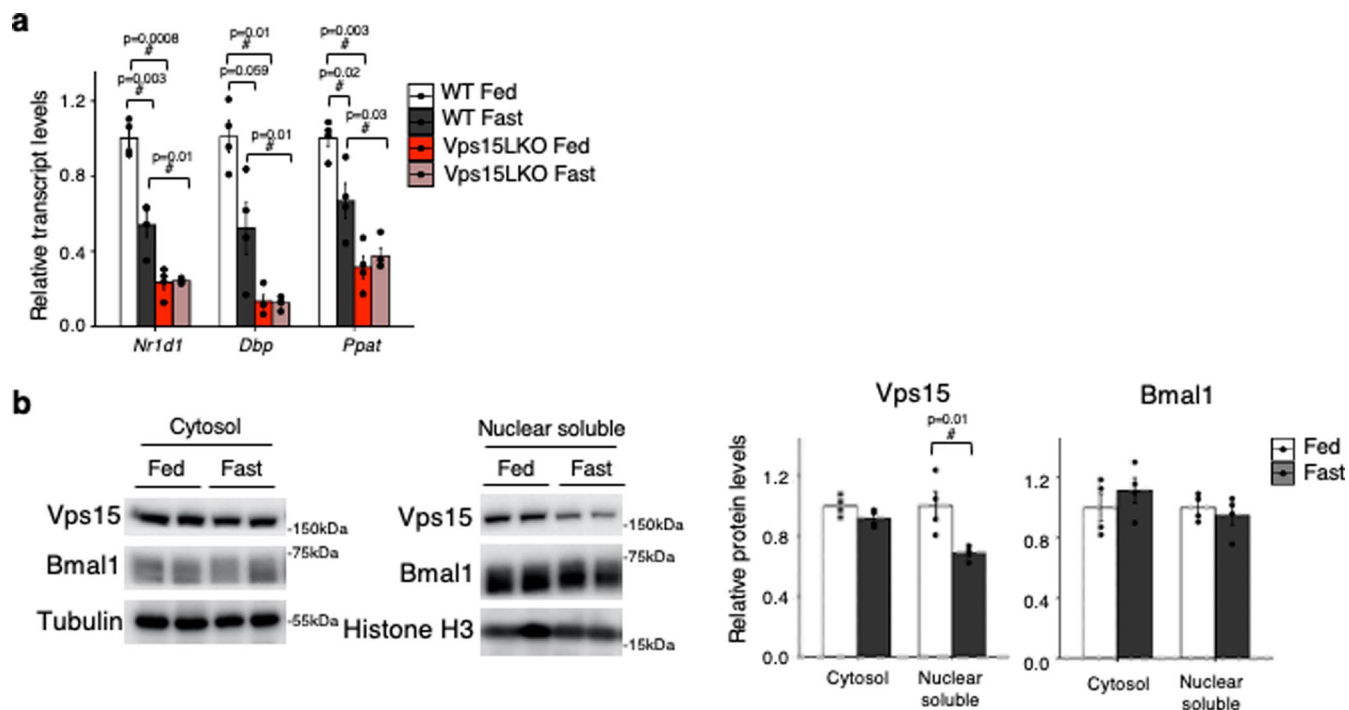 a
p=0.0008
#
p=0.003
#
p=0.01
#
p=0.01
#
p=0.059
p=0.01
#
p=0.003
#
p=0.02
#
p=0.03
#
Relative transcript levels
1.2
0.8
0.4
0.0
Nr1d1 Dbp Ppat
WT Fed
WT Fast
Vps15LKO Fed
Vps15LKO Fast
b
Cytosol
Fed Fast
Vps15
-150kDa
-75kDa
Bmal1
Tubulin
-55kDa
Nuclear soluble
Fed Fast
Vps15
-150kDa
-75kDa
Bmal1
Histone H3
-15kDa
Vps15
p=0.01
#
Relative protein levels
1.2
0.8
0.4
0.0
Cytosol Nuclear
soluble
Bmal1
1.2
0.8
0.4
0.0
Cytosol Nuclear
soluble
Fed
Fast